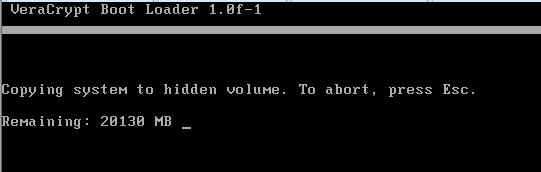 VeraCrypt Boot Loader 1.0f-1
Copying system to hidden volume. To abort, press Esc.
Remaining: 20130 MB _